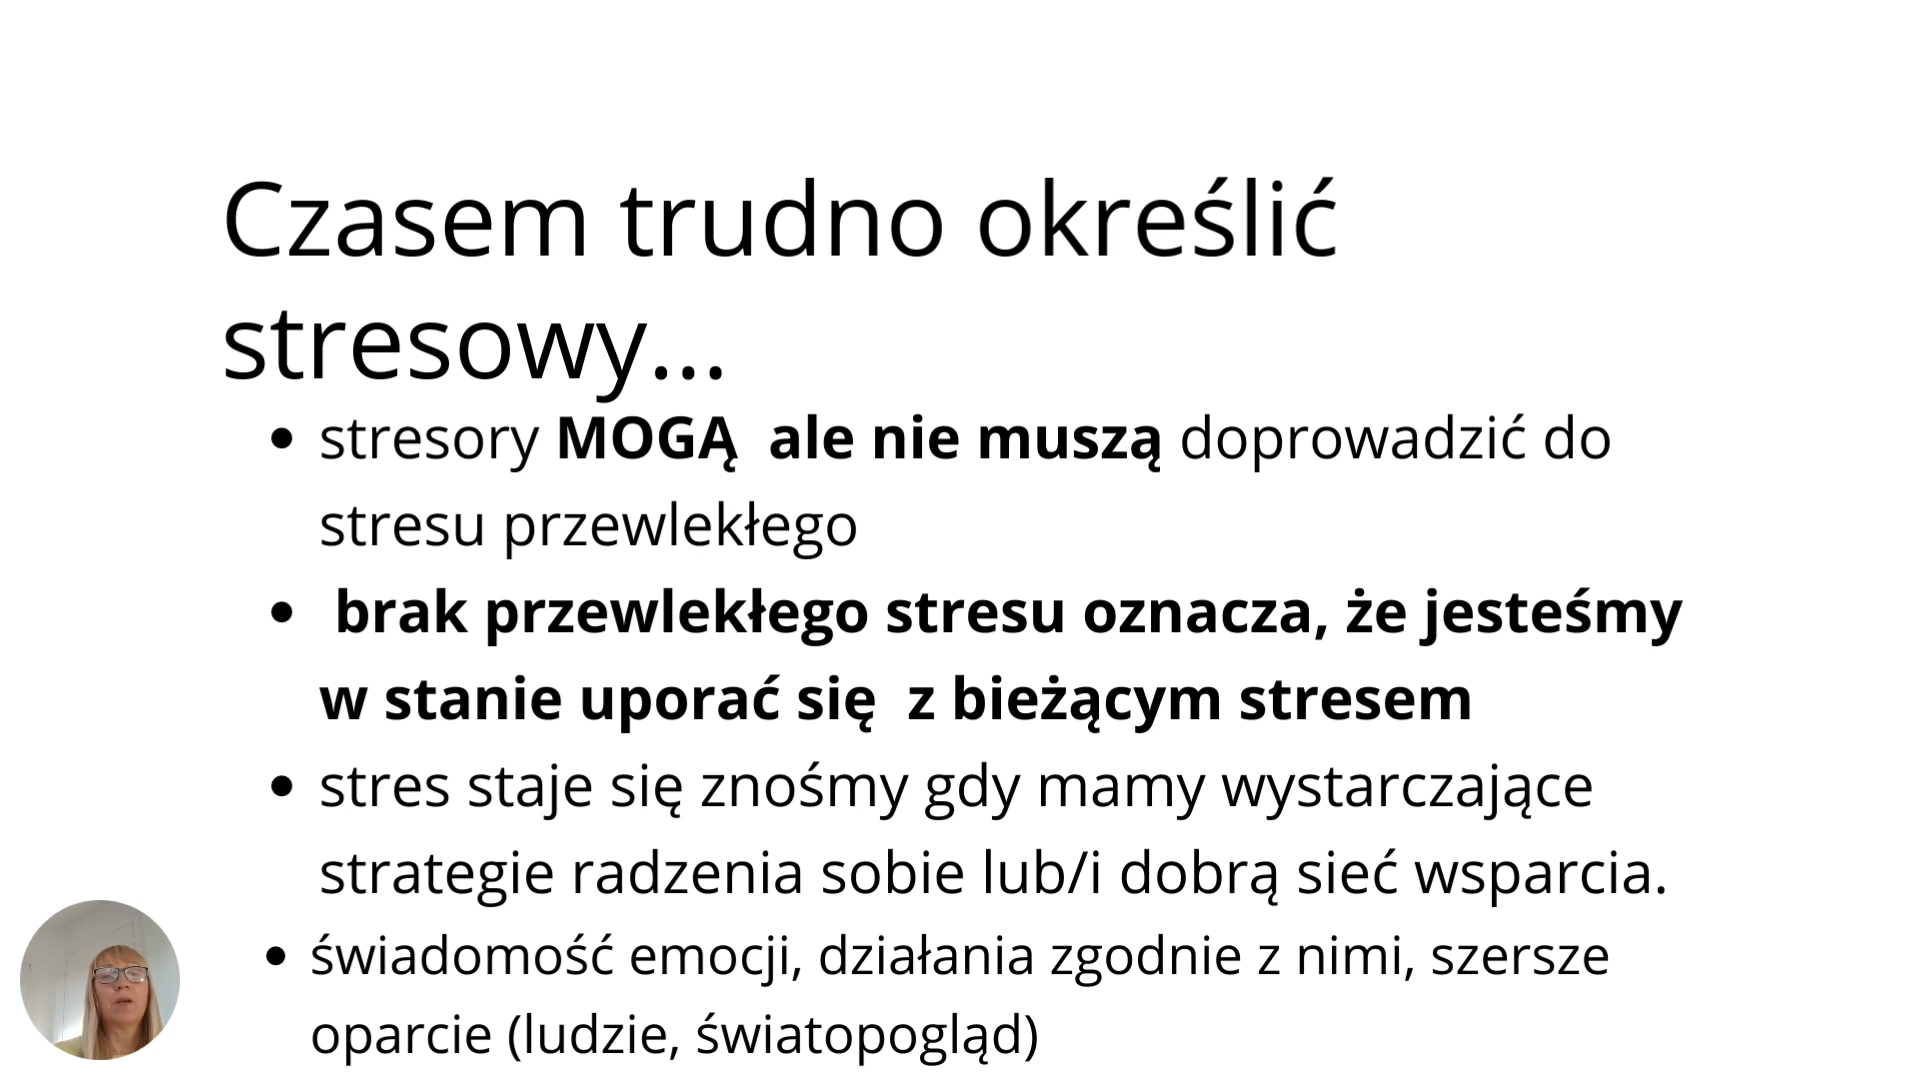 Czasem trudno określić
stresowy...
stresory MOGĄ ale nie muszą doprowadzić do
stresu przewlekłego
brak przewlekłego stresu oznacza, że jesteśmy
w stanie uporać się z bieżącym stresem
stres staje się znośmy gdy mamy wystarczające
strategie radzenia sobie lub/i dobrą sieć wsparcia.
świadomość emocji, działania zgodnie z nimi, szersze
oparcie (ludzie, światopogląd)